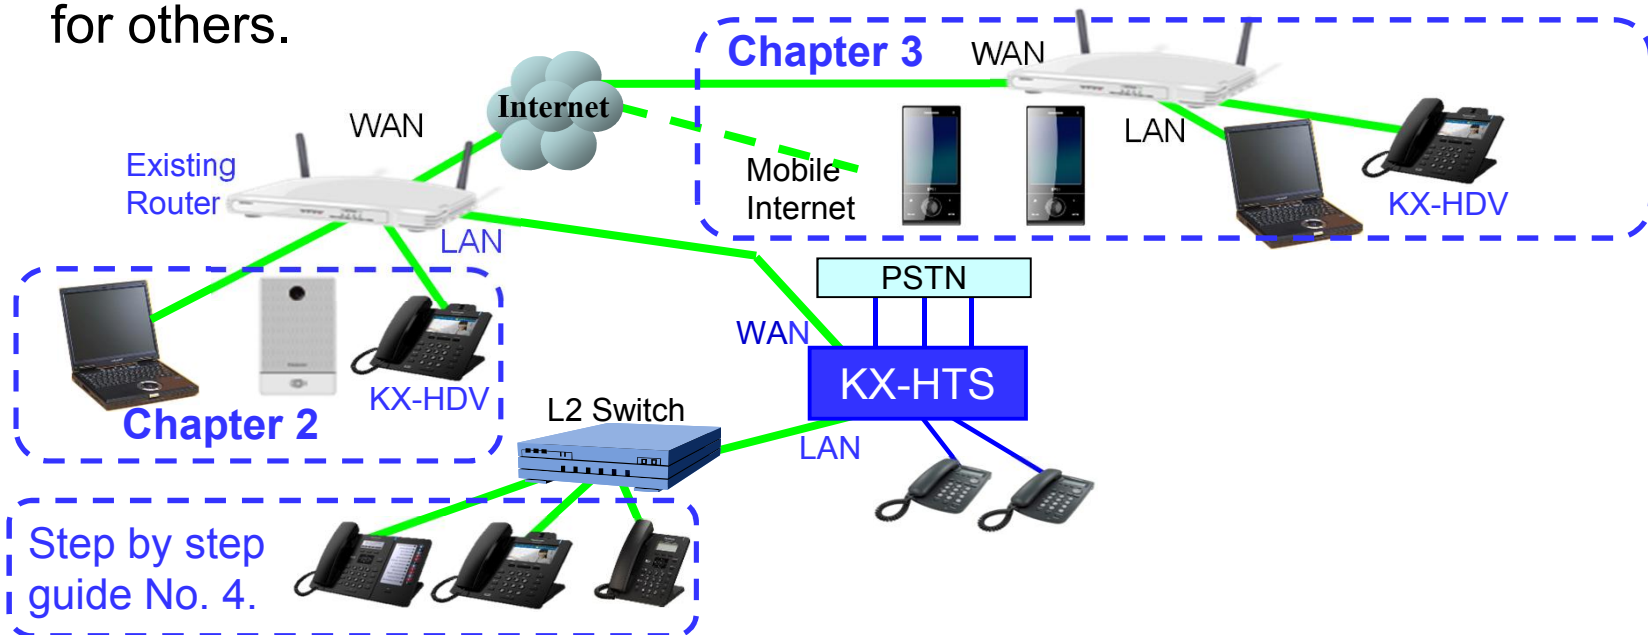 for others.
Chapter 3
WAN
Internet
WAN
LAN
Existing
Router
Mobile
Internet
KX-HDV
LAN
PSTN
WAN
KX-HTS
KX-HDV
L2 Switch
Chapter 2
LAN
Step by step
guide No. 4.